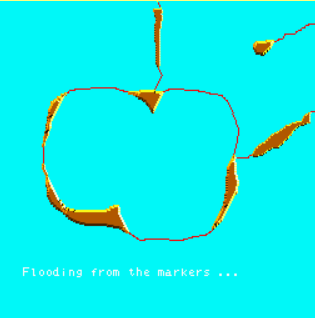 Flooding from the markers ...